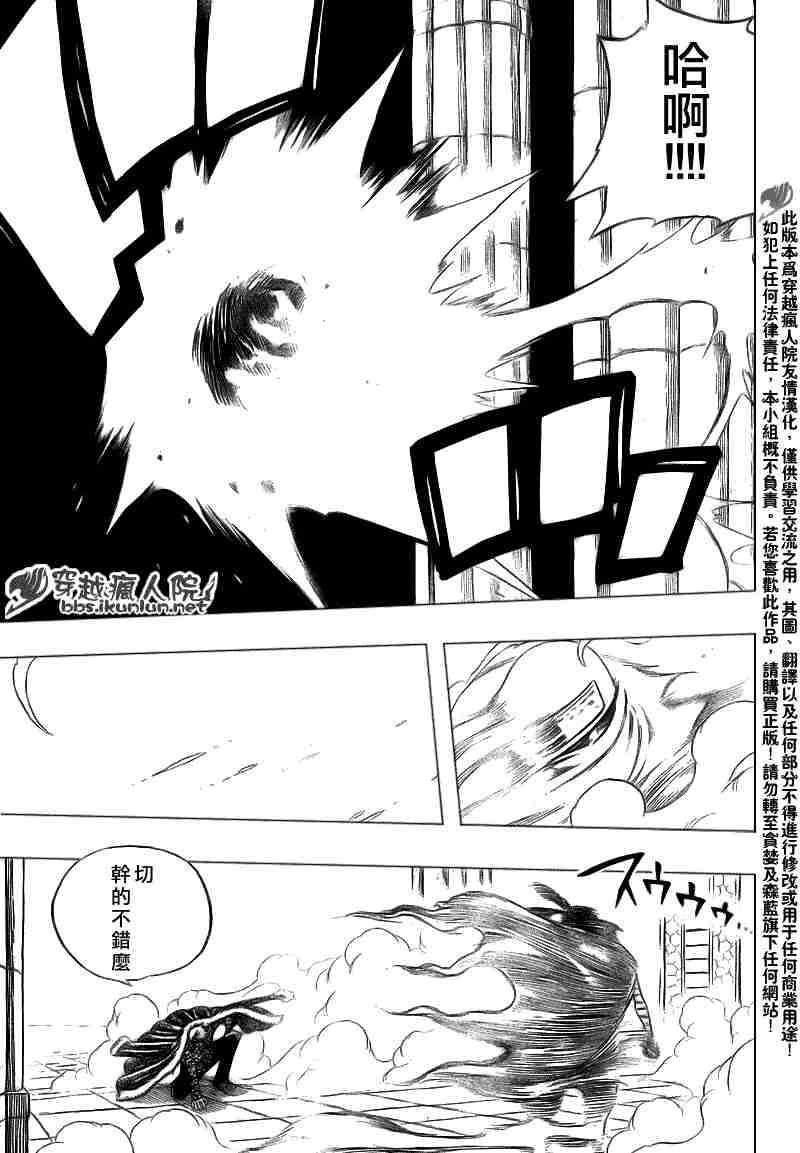 哈啊!!!!
穿越瘋人院
bbs.ikunlun.net
切
幹的不錯麼
スウゥゥ…
此版本爲穿越瘋人院友情漢化，僅供學習交流之用，其圖、翻譯以及任何部分不得進行修改或用于任何商業用途！
如犯上任何法律責任，本小組概不負責。若您喜歡此作品，請購買正版！請勿轉至貪婪及森藍旗下任何網站！